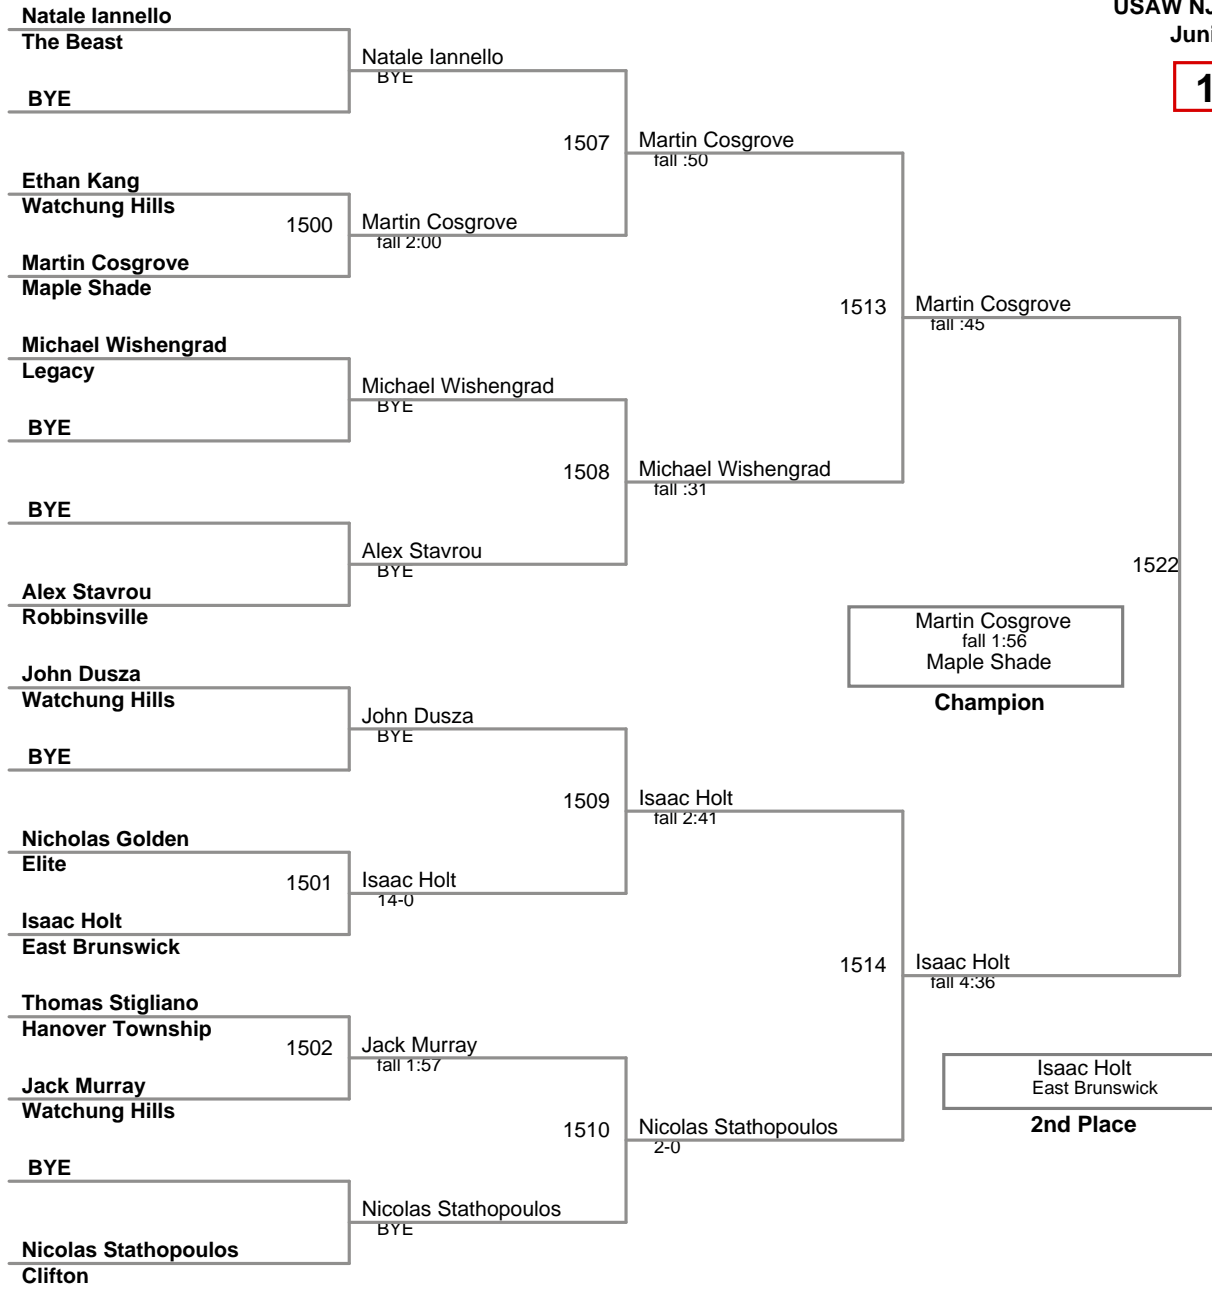 Natale Iannello
The Beast
BYE
Ethan Kang
Watchung Hills
Martin Cosgrove
Maple Shade
Michael Wishengrad
Legacy
BYE
BYE
Alex Stavrou
Robbinsville
John Dusza
Watchung Hills
BYE
Nicholas Golden
Elite
Isaac Holt
East Brunswick
Thomas Stigliano
Hanover Township
Jack Murray
Watchung Hills
BYE
Nicolas Stathopoulos
Clifton
1500
1501
1502
Natale Iannello
BYE
Martin Cosgrove
fall 2:00
Michael Wishengrad
BYE
Alex Stavrou
BYE
John Dusza
BYE
Isaac Holt
14-0
Jack Murray
fall 1:57
Nicolas Stathopoulos
BYE
1507
1508
1509
1510
Martin Cosgrove
fall :50
Michael Wishengrad
fall :31
Isaac Holt
fall 2:41
Nicolas Stathopoulos
2-0
1513
1514
Martin Cosgrove
fall :45
Isaac Holt
fall 4:36
1522
Martin Cosgrove
fall 1:56
Maple Shade
Champion
Isaac Holt
East Brunswick
2nd Place
USAW NJ
Juni
1